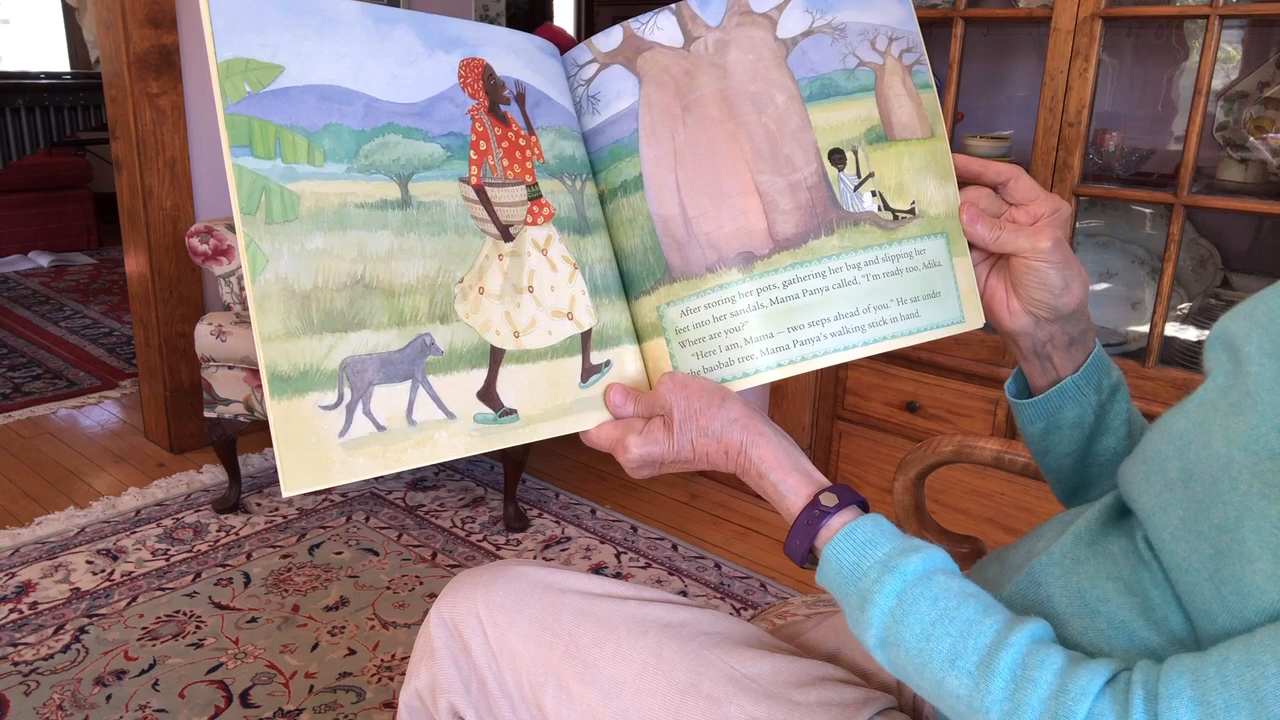 After storing her pots, gathering her bag and slipping her
feet into her sandals, Mama Panya called, "I'm ready too, Adika.
Where are you?"
"Here I am, Mama — two steps ahead of you." He sat under
the baobab tree, Mama Panya's walking stick in hand.